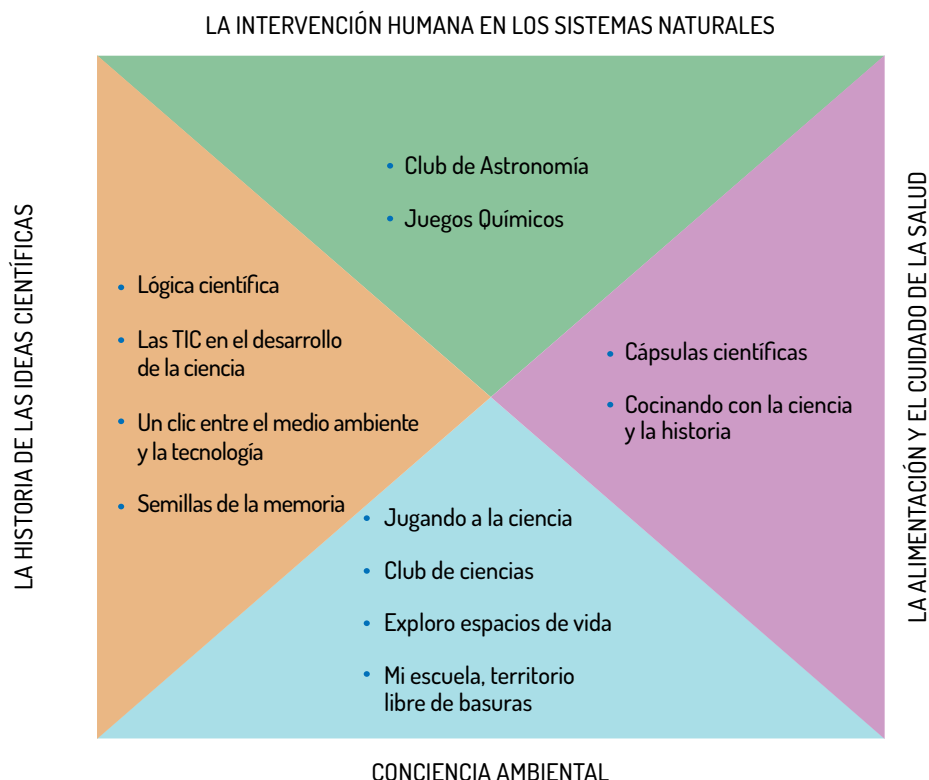 LA INTERVENCIÓN HUMANA EN LOS SISTEMAS NATURALES
• Club de Astronomía
• Juegos Químicos
LA HISTORIA DE LAS IDEAS CIENTÍFICAS
• Lógica científica
• Las TIC en el desarrollo
de la ciencia
• Un clic entre el medio ambiente
y la tecnología
• Semillas de la memoria
• Cápsulas científicas
• Cocinando con la ciencia
y la historia
LA ALIMENTACIÓN Y EL CUIDADO DE LA SALUD
• Jugando a la ciencia
• Club de ciencias
• Exploro espacios de vida
• Mi escuela, territorio
libre de basuras
CONCIENCIA AMBIENTAL